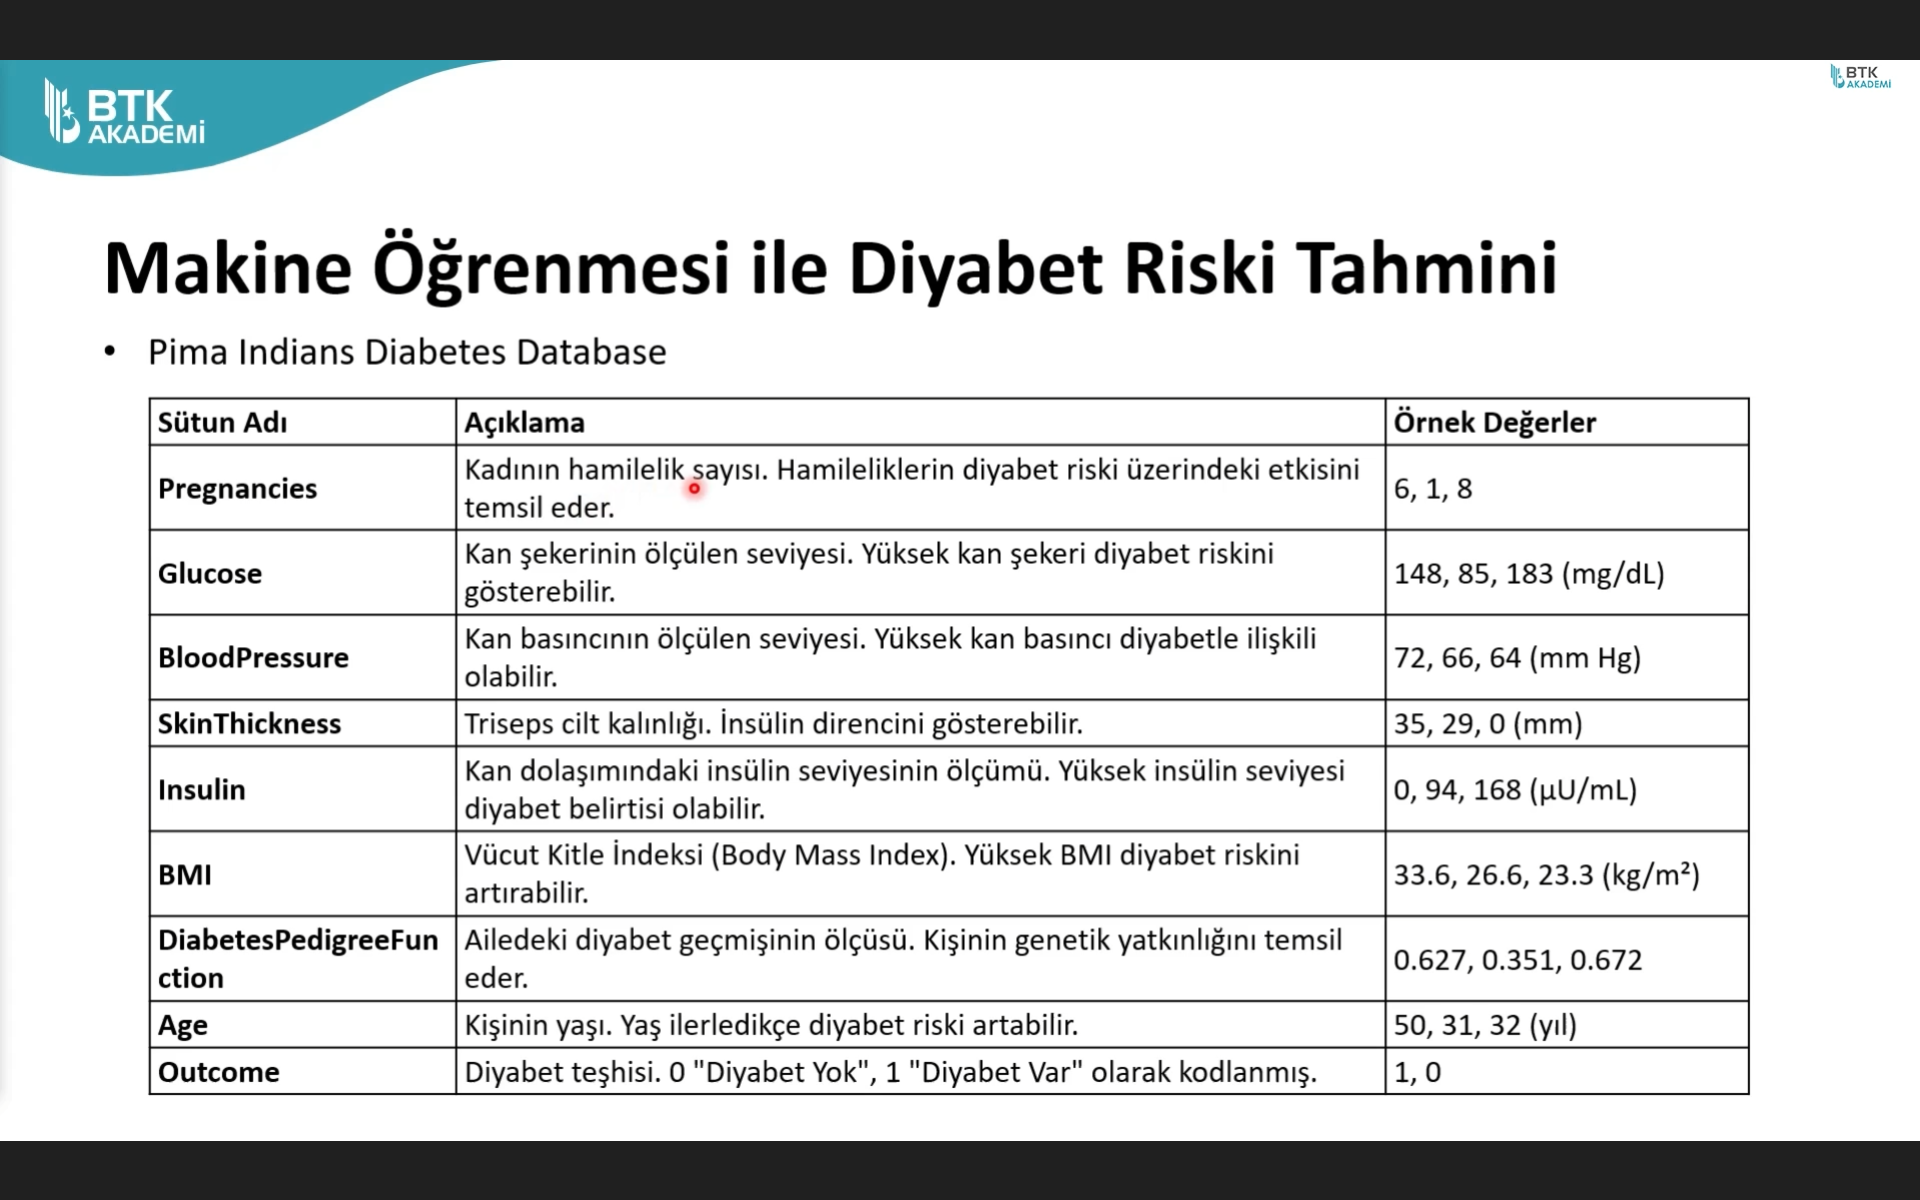 BTK
AKADEMİ
BTK
AKADEMİ
Makine Öğrenmesi ile Diyabet Riski Tahmini
• Pima Indians Diabetes Database
Sütun Adı
Açıklama
Örnek Değerler
Pregnancies
Kadının hamilelik sayısı. Hamileliklerin diyabet riski üzerindeki etkisini
temsil eder.
6, 1, 8
Glucose
Kan şekerinin ölçülen seviyesi. Yüksek kan şekeri diyabet riskini
gösterebilir.
148, 85, 183 (mg/dL)
BloodPressure
Kan basıncının ölçülen seviyesi. Yüksek kan basıncı diyabetle ilişkili
olabilir.
72, 66, 64 (mm Hg)
SkinThickness
Triseps cilt kalınlığı. İnsülin direncini gösterebilir.
35, 29, 0 (mm)
Insulin
Kan dolaşımındaki insülin seviyesinin ölçümü. Yüksek insülin seviyesi
diyabet belirtisi olabilir.
0, 94, 168 (µU/mL)
BMI
Vücut Kitle İndeksi (Body Mass Index). Yüksek BMI diyabet riskini
artırabilir.
33.6, 26.6, 23.3 (kg/m²)
DiabetesPedigreeFun
ction
Ailedeki diyabet geçmişinin ölçüsü. Kişinin genetik yatkınlığını temsil
eder.
0.627, 0.351, 0.672
Age
Kişinin yaşı. Yaş ilerledikçe diyabet riski artabilir.
50, 31, 32 (yıl)
Outcome
Diyabet teşhisi. 0 "Diyabet Yok", 1 "Diyabet Var" olarak kodlanmış.
1, 0